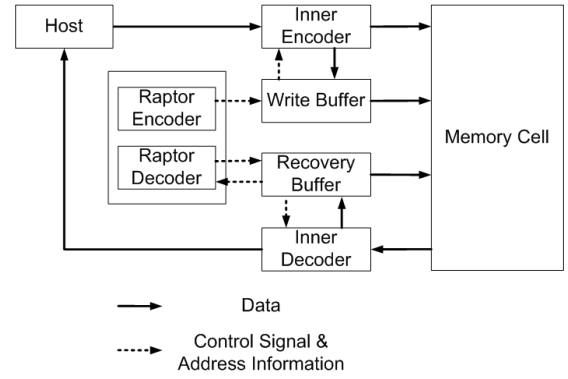 Host
Inner
Encoder
Raptor
Encoder
Write Buffer
Memory Cell
Raptor
Decoder
Recovery
Buffer
Inner
Decoder
Data
Control Signal &
Address Information